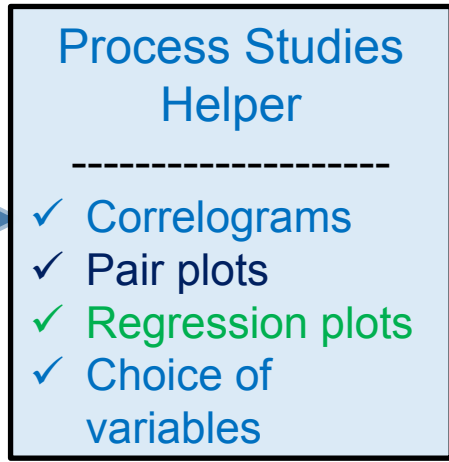 Process Studies
Helper
--------------------
✓ Correlograms
✓ Pair plots
✓ Regression plots
✓ Choice of
variables